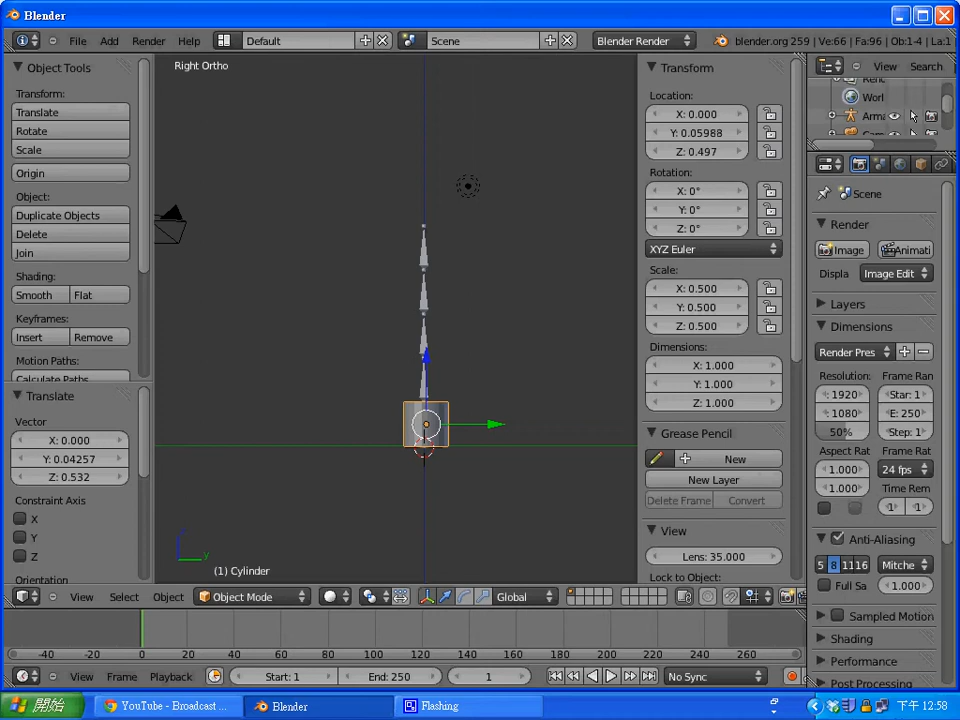 Blender
File Add Render Help Default Scene Blender Render blender.org 259 | Ve:66 | Fa:96 | Ob:1-4 | La:1
Object Tools
Transform:
Translate
Rotate
Scale
Origin
Object:
Duplicate Objects
Delete
Join
Shading:
Smooth Flat
Keyframes:
Insert Remove
Motion Paths:
Calculate Paths
Translate
Vector
X: 0.000
Y: 0.04257
Z: 0.532
Constraint Axis
X
Y
Z
Orientation
Right Ortho
y
(1) Cylinder
Transform
Location:
X: 0.000
Y: 0.05988
Z: 0.497
Rotation:
X: 0°
Y: 0°
Z: 0°
XYZ Euler
Scale:
X: 0.500
Y: 0.500
Z: 0.500
Dimensions:
X: 1.000
Y: 1.000
Z: 1.000
Grease Pencil
New
New Layer
Delete Frame Convert
View
Lens: 35.000
Lock to Object:
View Search
Worl
Arma
Scene
Render
Image Animati
Displa Image Edit
Layers
Dimensions
Render Pres
Resolution: Frame Ran
: 1920 Star: 1
: 1080 E: 250
50% Step: 1
Aspect Rat Frame Rat
1.000 24 fps
1.000 Time Rem
1 1
Anti-Aliasing
5 8 11 16 Mitche
Full Sa 1.000
Sampled Motion
Shading
Performance
Post Processing
View Select Object Object Mode Global
-40 -20 0 20 40 60 80 100 120 140 160 180 200 220 240 260
View Frame Playback Start: 1 End: 250 1 No Sync
開始 YouTube - Broadcast ... Blender Flashing 下午 12:58